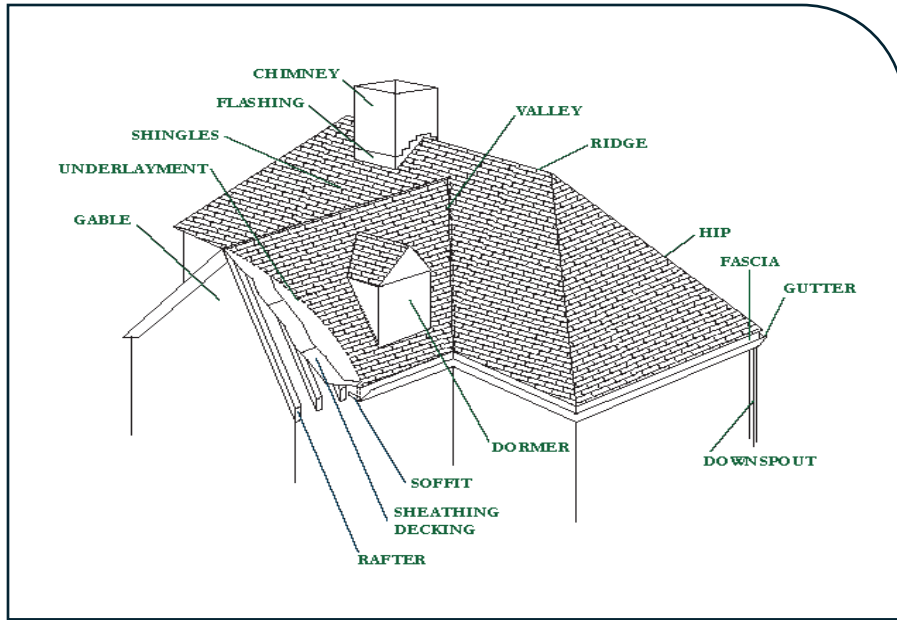 CHIMNEY
FLASHING
VALLEY
SHINGLES
RIDGE
UNDERLAYMENT
GABLE
HIP
FASCIA
GUTTER
DORMER
DOWNSPOUT
SOFFIT
SHEATHING
DECKING
RAFTER